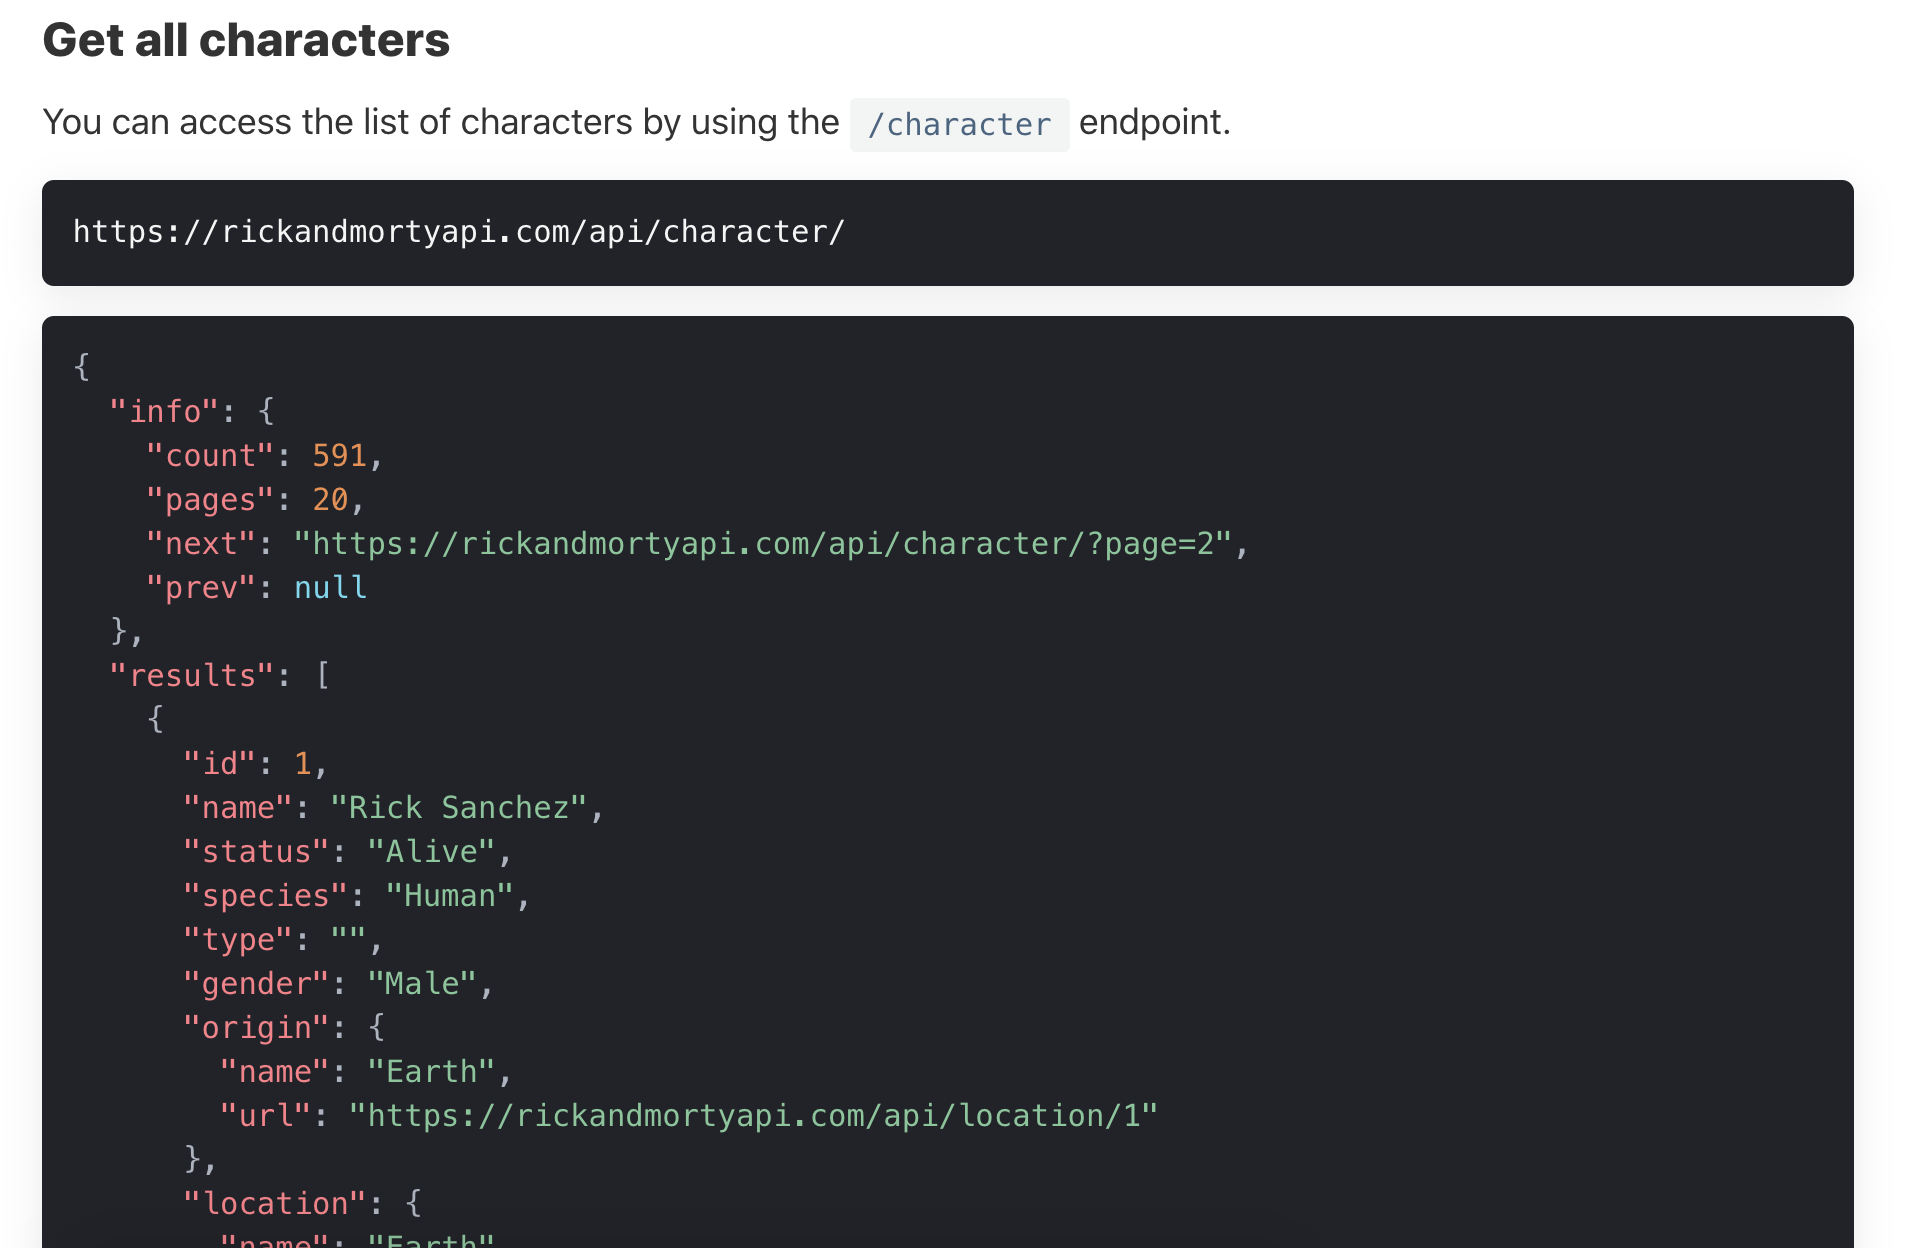 Get all characters
You can access the list of characters by using the /character endpoint.
https://rickandmortyapi.com/api/character/
{
  "info": {
    "count": 591,
    "pages": 20,
    "next": "https://rickandmortyapi.com/api/character/?page=2",
    "prev": null
  },
  "results": [
    {
      "id": 1,
      "name": "Rick Sanchez",
      "status": "Alive",
      "species": "Human",
      "type": "",
      "gender": "Male",
      "origin": {
        "name": "Earth",
        "url": "https://rickandmortyapi.com/api/location/1"
      },
      "location": {
        "name": "Earth"